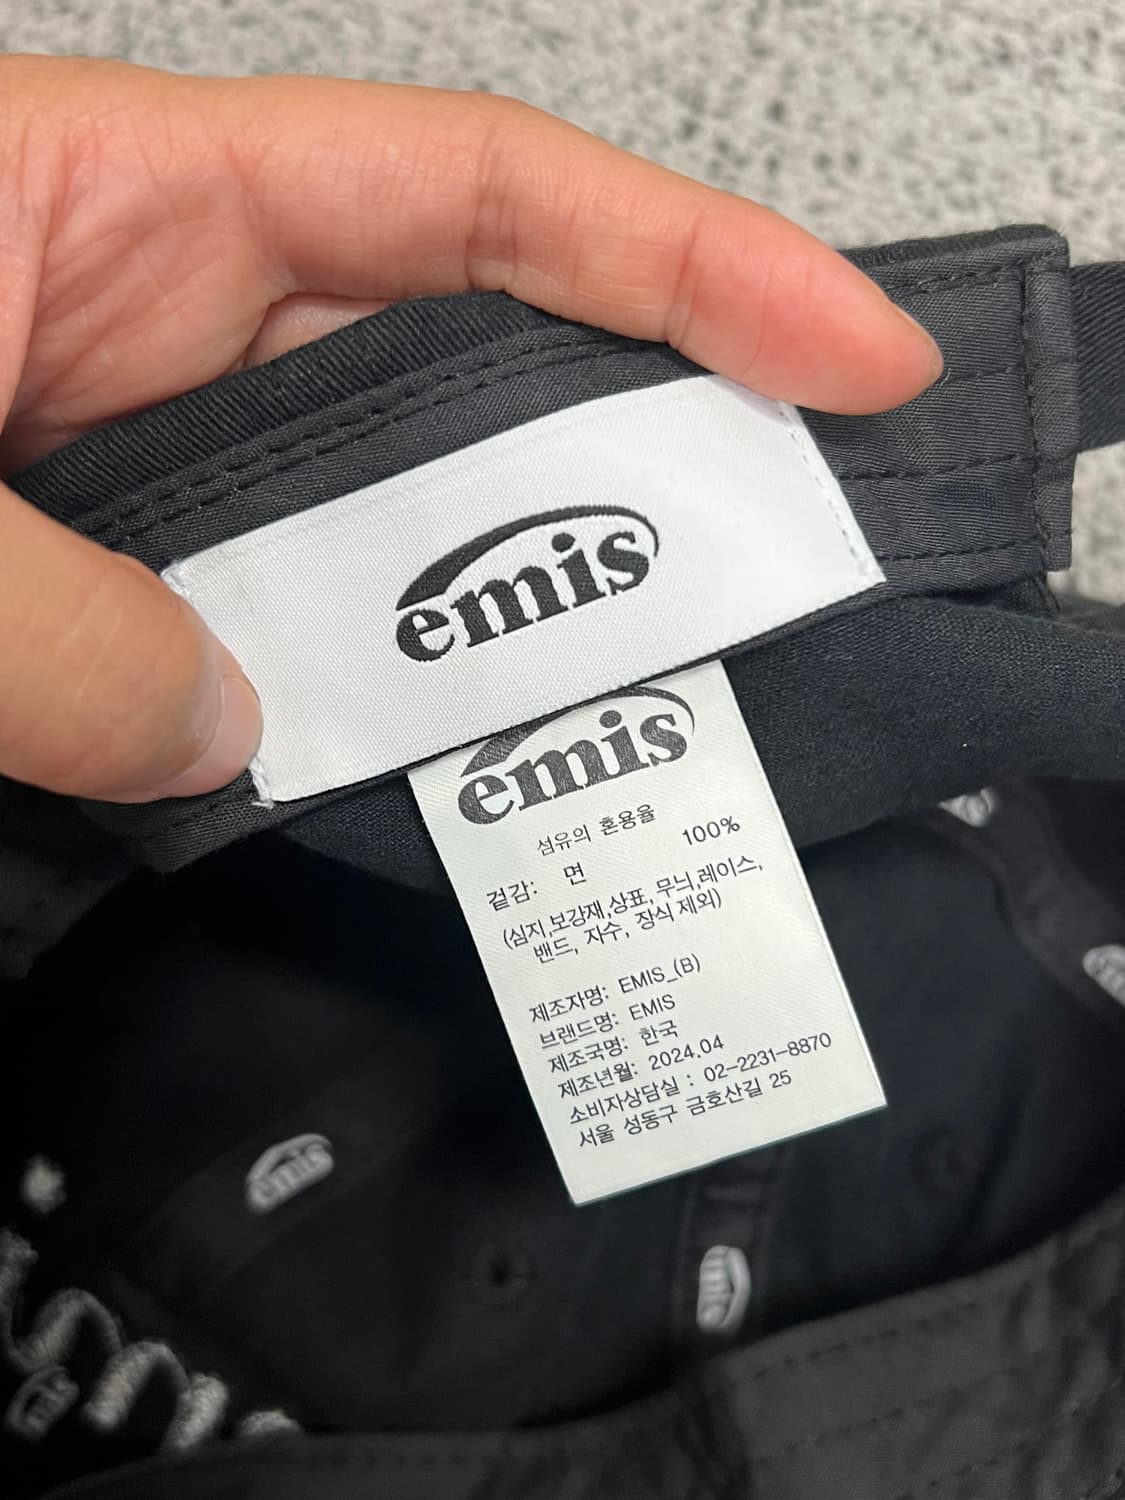 emis
emis
섬유의 혼용율
겉감: 면 100%
(심지,보강재,상표, 무늬,레이스,
밴드, 자수, 장식 제외)
제조자명: EMIS_(B)
브랜드명: EMIS
제조국명: 한국
제조년월: 2024.04
소비자상담실 : 02-2231-8870
서울 성동구 금호산길 25
emis
emis